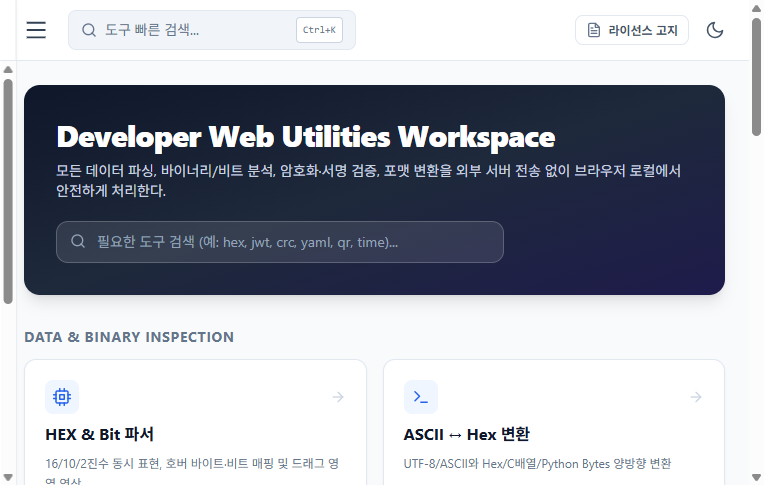 도구 빠른 검색...
Ctrl+K
라이선스 고지
Developer Web Utilities Workspace
모든 데이터 파싱, 바이너리/비트 분석, 암호화·서명 검증, 포맷 변환을 외부 서버 전송 없이 브라우저 로컬에서
안전하게 처리한다.
필요한 도구 검색 (예: hex, jwt, crc, yaml, qr, time)...
DATA & BINARY INSPECTION
HEX & Bit 파서
16/10/2진수 동시 표현, 호버 바이트·비트 매핑 및 드래그 영
ASCII ↔ Hex 변환
UTF-8/ASCII와 Hex/C배열/Python Bytes 양방향 변환